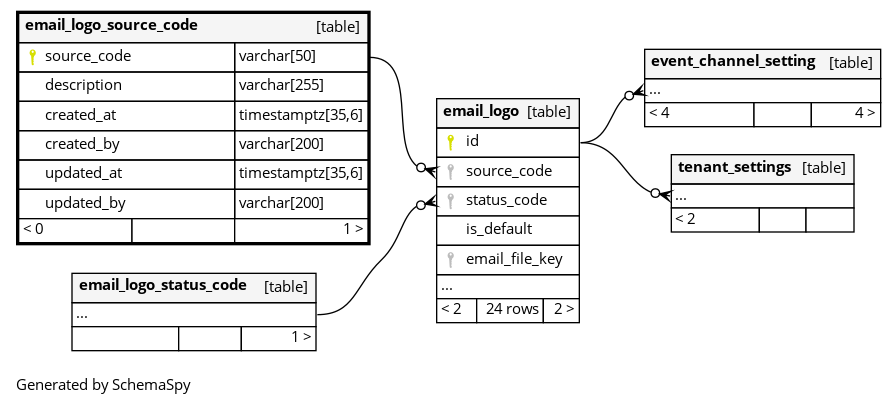 email_logo_source_code [table]
source_code varchar[50]
description varchar[255]
created_at timestamptz[35,6]
created_by varchar[200]
updated_at timestamptz[35,6]
updated_by varchar[200]
< 0 1 >
email_logo_status_code [table]
...
1 >
email_logo [table]
id
source_code
status_code
is_default
email_file_key
...
< 2 24 rows 2 >
event_channel_setting [table]
...
< 4 4 >
tenant_settings [table]
...
< 2
Generated by SchemaSpy